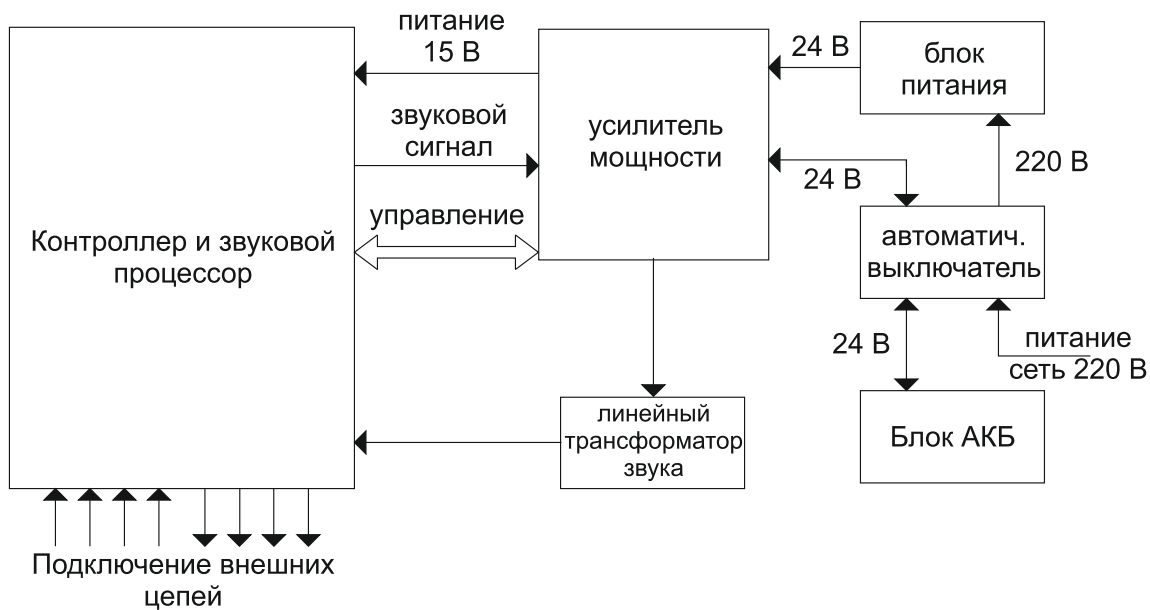 питание
15 В
24 В
блок
питания
звуковой
сигнал
усилитель
мощности
24 В
220 В
управление
Контроллер и звуковой
процессор
автоматич.
выключатель
24 В
питание
сеть 220 В
линейный
трансформатор
звука
Блок АКБ
Подключение внешних
цепей